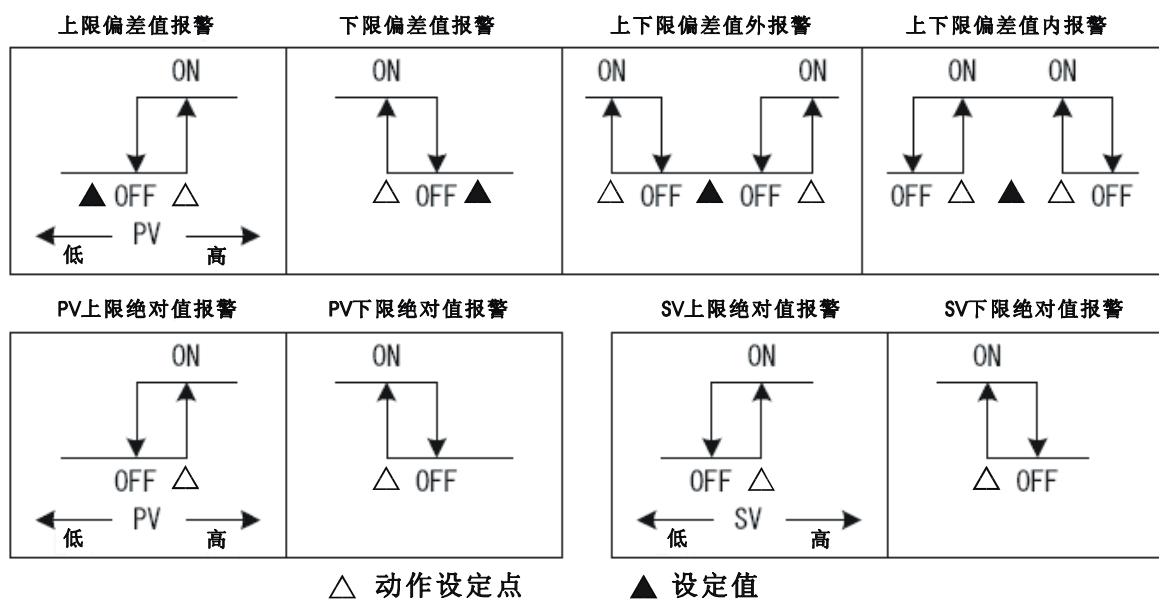 上限偏差值报警 下限偏差值报警 上下限偏差值外报警 上下限偏差值内报警
ON ON ON ON ON ON
OFF OFF OFF OFF OFF OFF
PV
低 高
PV上限绝对值报警 PV下限绝对值报警 SV上限绝对值报警 SV下限绝对值报警
ON ON ON ON
OFF OFF OFF OFF
PV SV
低 高 低 高
△ 动作设定点 ▲ 设定值